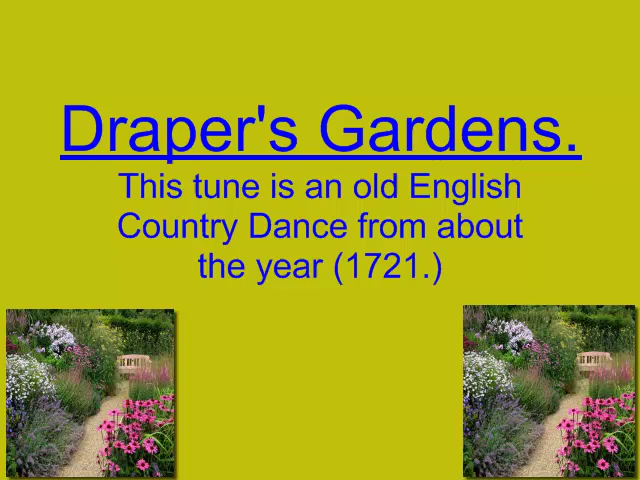 Draper's Gardens.
This tune is an old English
Country Dance from about
the year (1721.)